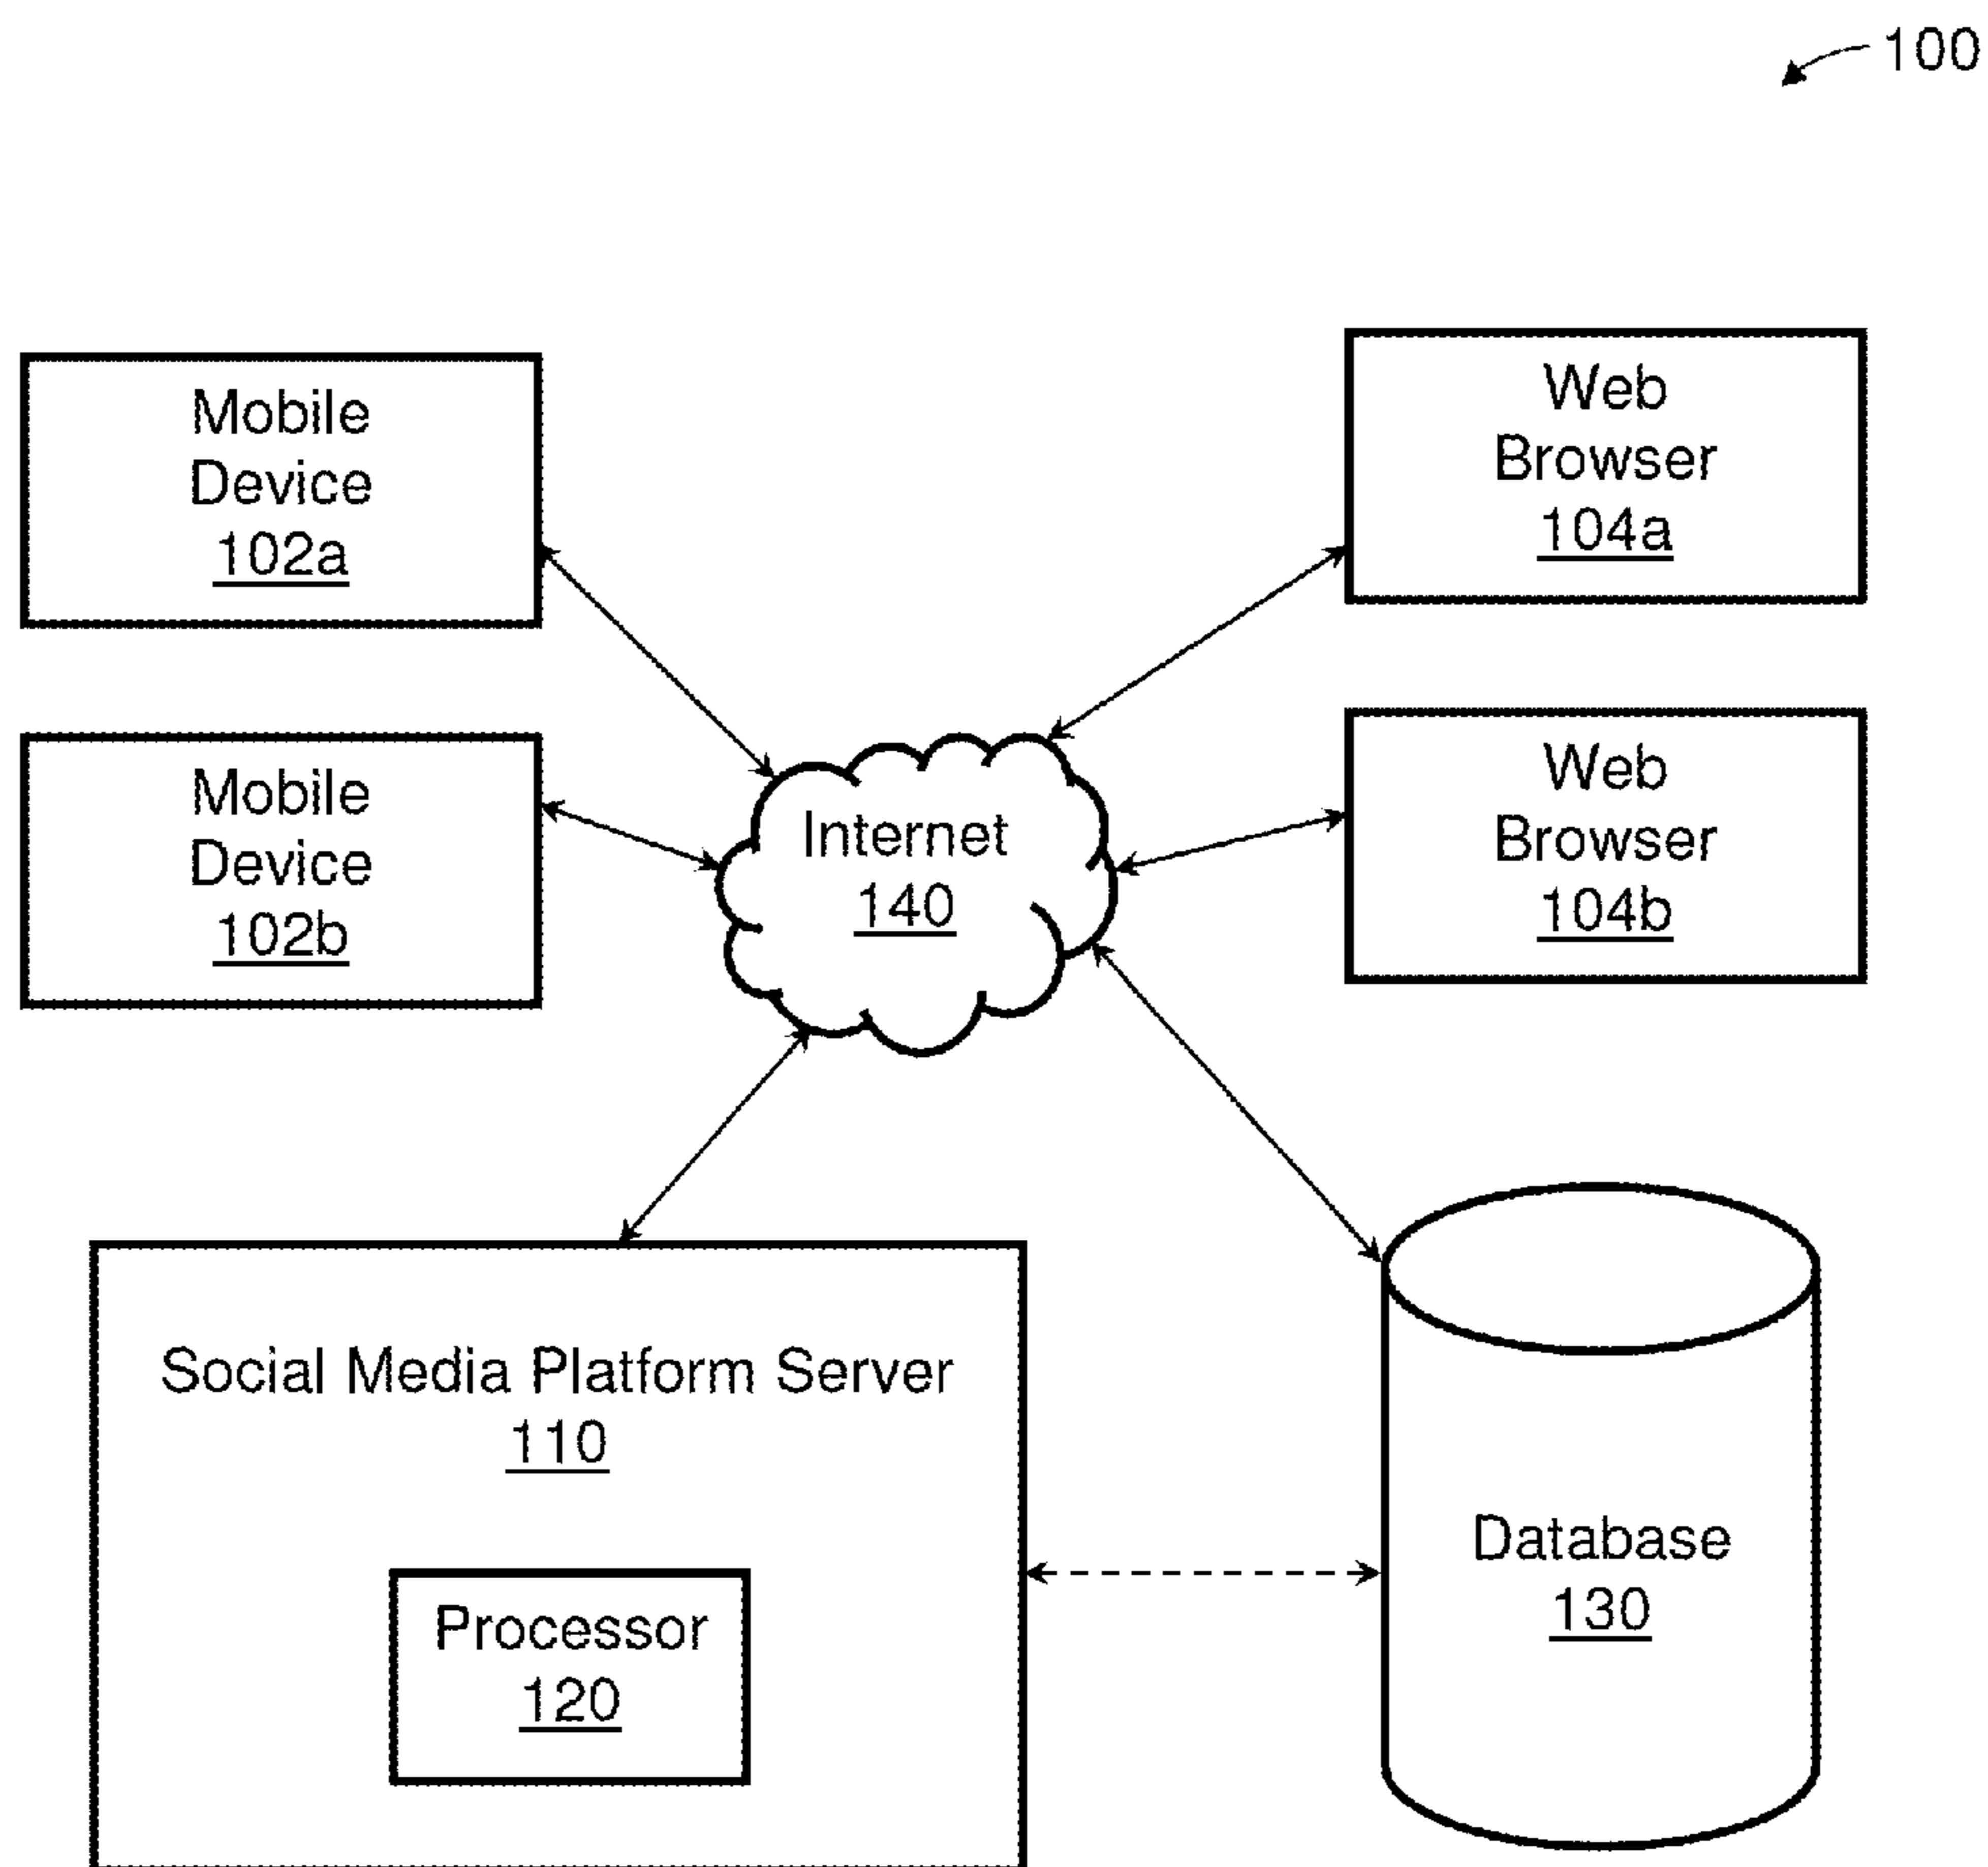 100
Mobile
Device
102a
Web
Browser
104a
Mobile
Device
102b
Web
Browser
104b
Internet
140
Social Media Platform Server
110
Processor
120
Database
130